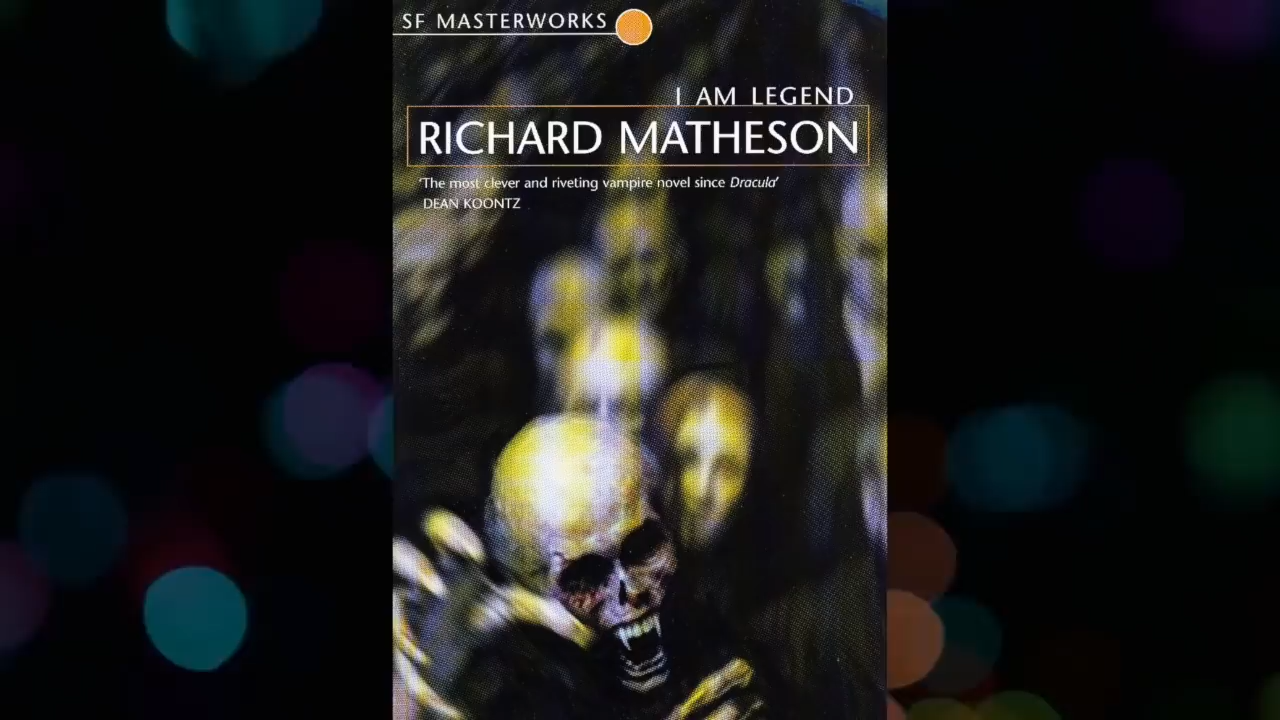 SF MASTERWORKS
I AM LEGEND
RICHARD MATHESON
‘The most clever and riveting vampire novel since Dracula’
DEAN KOONTZ